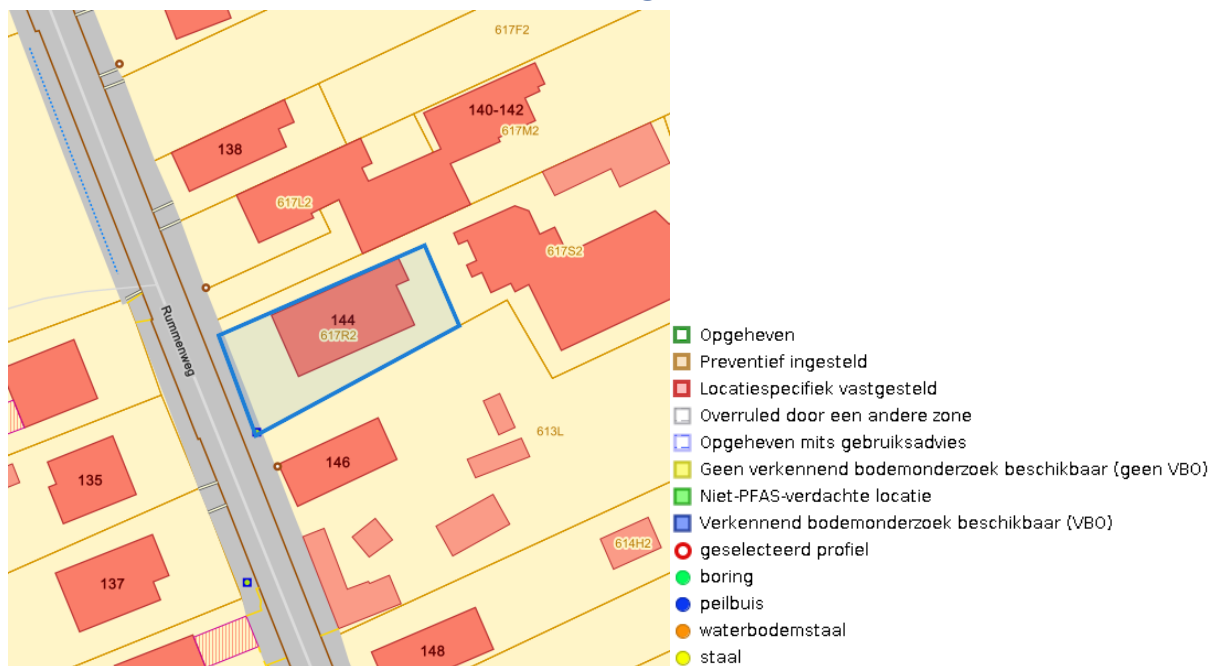 617F2
140-142
617M2
138
617L2
617S2
144
617R2
Rummenweg
613L
146
135
614H2
137
148
Opgeheven
Preventief ingesteld
Locatiespecifiek vastgesteld
Overruled door een andere zone
Opgeheven mits gebruiksadvies
Geen verkennend bodemonderzoek beschikbaar (geen VBO)
Niet-PFAS-verdachte locatie
Verkennend bodemonderzoek beschikbaar (VBO)
geselecteerd profiel
boring
peilbuis
waterbodemstaal
staal